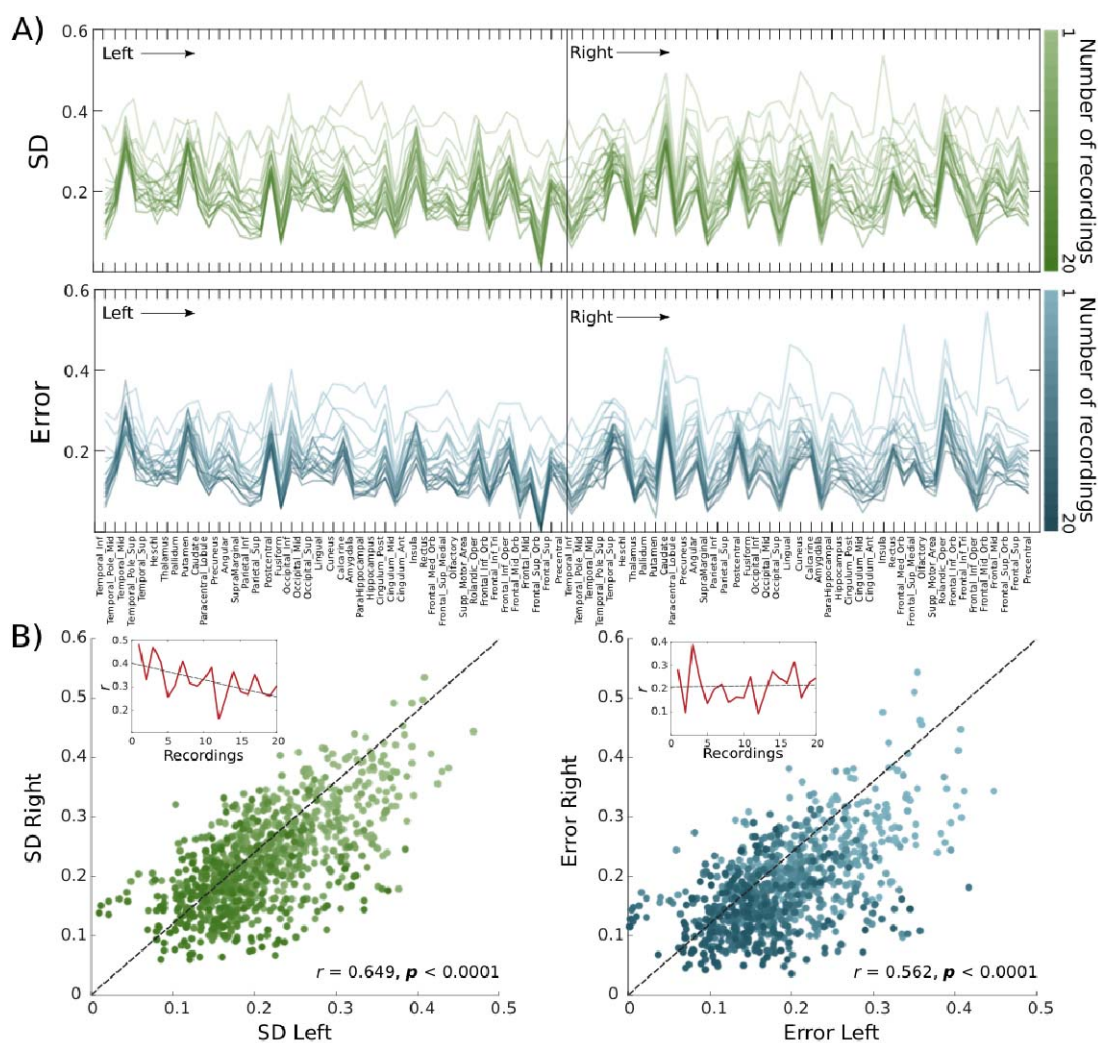 A)
0.6
0.4
0.2
SD
Left
Right
1
Number of recordings
20
0.6
0.4
0.2
Error
Left
Right
1
Number of recordings
20
Temporal_Inf
Temporal_Pole_Mid
Temporal_Mid
Temporal_Pole_Sup
Temporal_Sup
Heschl
Thalamus
Pallidum
Putamen
Caudate
Paracentral_Lobule
Precuneus
Angular
SupraMarginal
Parietal_Inf
Parietal_Sup
Postcentral
Fusiform
Occipital_Inf
Occipital_Mid
Occipital_Sup
Lingual
Cuneus
Calcarine
Amygdala
ParaHippocampal
Hippocampus
Cingulum_Post
Cingulum_Mid
Cingulum_Ant
Insula
Rectus
Frontal_Med_Orb
Frontal_Sup_Medial
Olfactory
Supp_Motor_Area
Rolandic_Oper
Frontal_Inf_Orb
Frontal_Inf_Tri
Frontal_Inf_Oper
Frontal_Mid_Orb
Frontal_Mid
Frontal_Sup_Orb
Frontal_Sup
Precentral
Temporal_Inf
Temporal_Pole_Mid
Temporal_Mid
Temporal_Pole_Sup
Temporal_Sup
Heschl
Thalamus
Pallidum
Putamen
Caudate
Paracentral_Lobule
Precuneus
Angular
SupraMarginal
Parietal_Inf
Parietal_Sup
Postcentral
Fusiform
Occipital_Inf
Occipital_Mid
Occipital_Sup
Lingual
Cuneus
Calcarine
Amygdala
ParaHippocampal
Hippocampus
Cingulum_Post
Cingulum_Mid
Cingulum_Ant
Insula
Rectus
Frontal_Med_Orb
Frontal_Sup_Medial
Olfactory
Supp_Motor_Area
Rolandic_Oper
Frontal_Inf_Orb
Frontal_Inf_Tri
Frontal_Inf_Oper
Frontal_Mid_Orb
Frontal_Mid
Frontal_Sup_Orb
Frontal_Sup
Precentral
B)
0.6
0.5
0.4
0.3
0.2
0.1
0
SD Right
0.5
0.4
0.3
0.2
r
0 5 10 15 20
Recordings
r = 0.649, p < 0.0001
0 0.1 0.2 0.3 0.4 0.5
SD Left
0.6
0.5
0.4
0.3
0.2
0.1
0
Error Right
0.4
0.3
0.2
0.1
r
0 5 10 15 20
Recordings
r = 0.562, p < 0.0001
0 0.1 0.2 0.3 0.4 0.5
Error Left